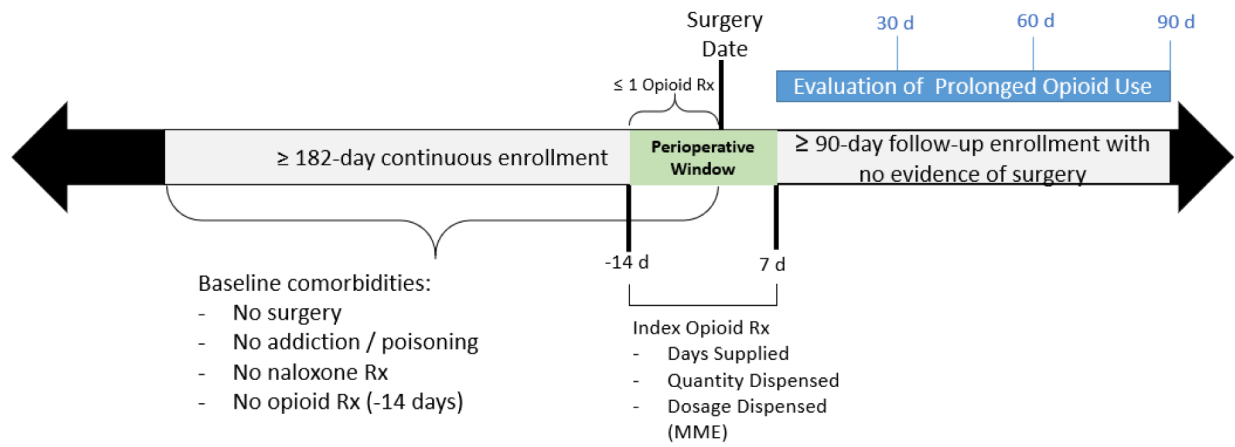 Surgery
Date
30 d
60 d
90 d
≤ 1 Opioid Rx
Evaluation of Prolonged Opioid Use
≥ 182-day continuous enrollment
Perioperative
Window
≥ 90-day follow-up enrollment with
no evidence of surgery
-14 d
7 d
Baseline comorbidities:
- No surgery
- No addiction / poisoning
- No naloxone Rx
- No opioid Rx (-14 days)
Index Opioid Rx
- Days Supplied
- Quantity Dispensed
- Dosage Dispensed
(MME)